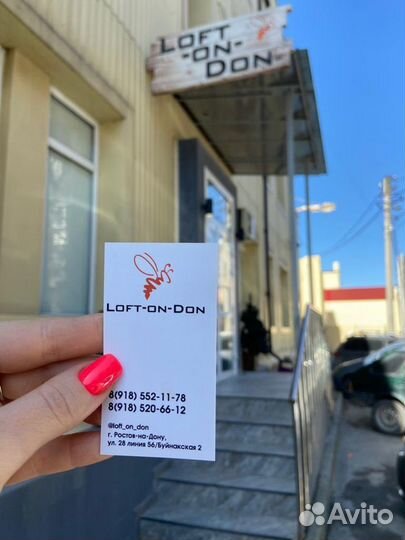 LOFT
-ON-
DON
LOFT-ON-DON
8(918) 552-11-78
8(918) 520-66-12
@loft_on_don
г. Ростов-на-Дону,
ул. 28 линия 56/Буйнакская 2
Avito